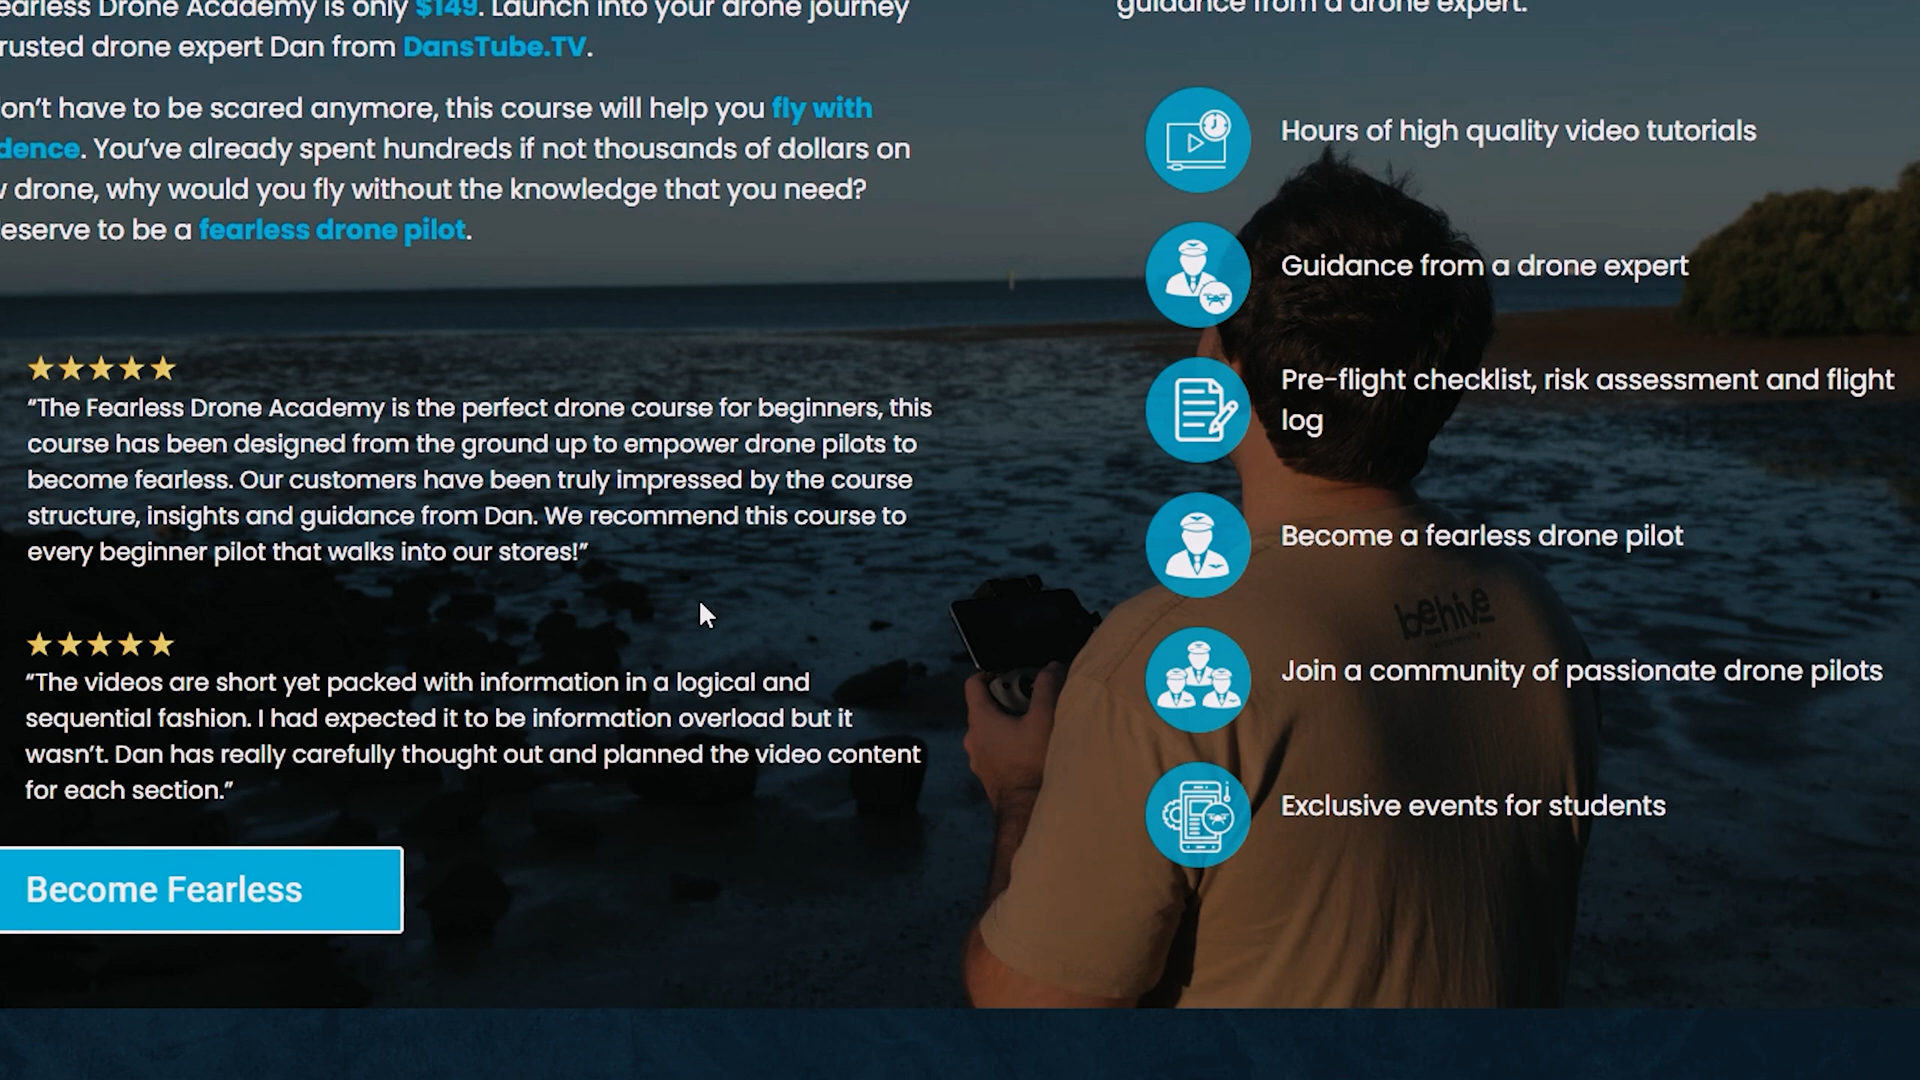 earless Drone Academy is only $149. Launch into your drone journey
rusted drone expert Dan from DansTube.TV.
on't have to be scared anymore, this course will help you fly with
dence. You've already spent hundreds if not thousands of dollars on
drone, why would you fly without the knowledge that you need?
eserve to be a fearless drone pilot.
★★★★★
“The Fearless Drone Academy is the perfect drone course for beginners, this
course has been designed from the ground up to empower drone pilots to
become fearless. Our customers have been truly impressed by the course
structure, insights and guidance from Dan. We recommend this course to
every beginner pilot that walks into our stores!”
★★★★★
“The videos are short yet packed with information in a logical and
sequential fashion. I had expected it to be information overload but it
wasn't. Dan has really carefully thought out and planned the video content
for each section.”
Become Fearless
guidance from a drone expert.
Hours of high quality video tutorials
Guidance from a drone expert
Pre-flight checklist, risk assessment and flight
log
Become a fearless drone pilot
behive
Join a community of passionate drone pilots
Exclusive events for students